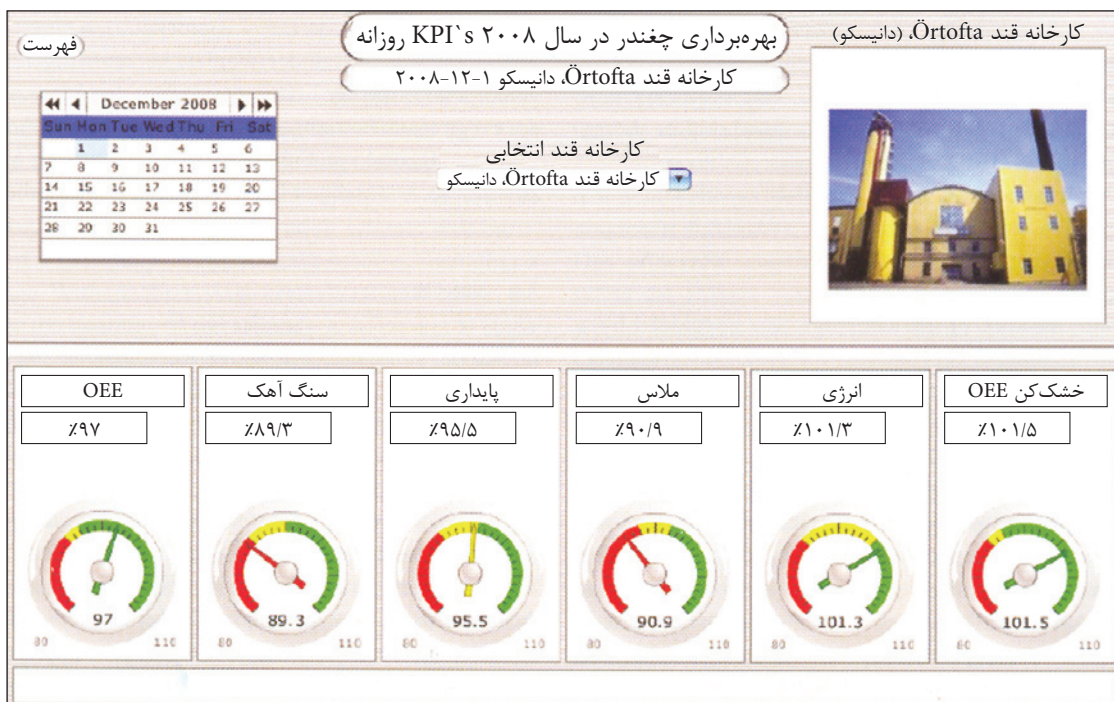 کارخانه قند Örtofta، (دانیسکو)
بهره‌برداری چغندر در سال ۲۰۰۸ KPI`s روزانه
(فهرست)
کارخانه قند Örtofta، دانیسکو ۱-۱۲-۲۰۰۸
December 2008
Sun Mon Tue Wed Thu Fri Sat
1 2 3 4 5 6
7 8 9 10 11 12 13
14 15 16 17 18 19 20
21 22 23 24 25 26 27
28 29 30 31
کارخانه قند انتخابی
کارخانه قند Örtofta، دانیسکو
خشک‌کن OEE
٪۱۰۱/۵
101.5
80 110
انرژی
٪۱۰۱/۳
101.3
80 110
ملاس
٪۹۰/۹
90.9
80 110
پایداری
٪۹۵/۵
95.5
80 110
سنگ آهک
٪۸۹/۳
89.3
80 110
OEE
٪۹۷
97
80 110